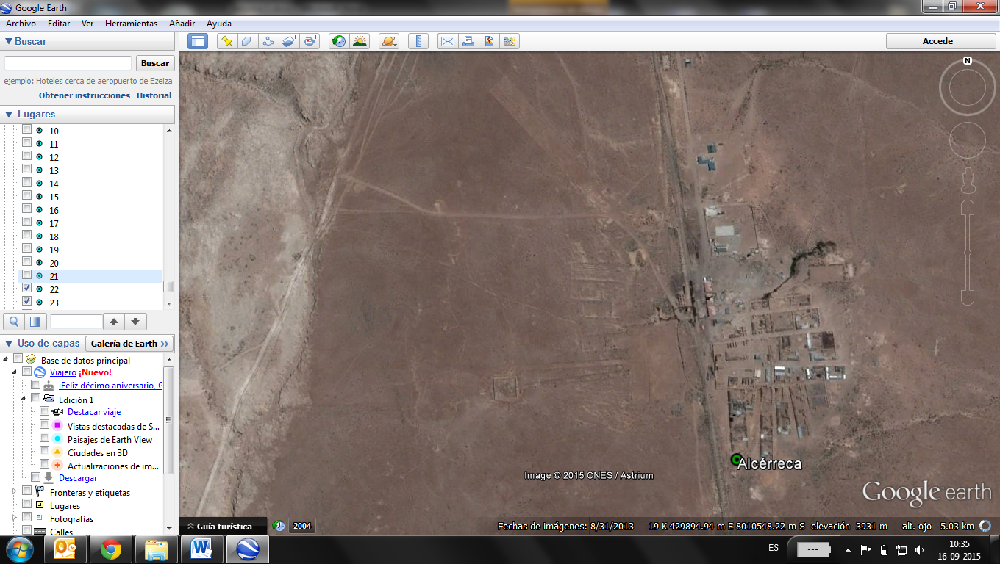 Google Earth
Archivo Editar Ver Herramientas Añadir Ayuda
Buscar
Buscar
ejemplo: Hoteles cerca de aeropuerto de Ezeiza
Obtener instrucciones Historial
Lugares
10
11
12
13
14
15
16
17
18
19
20
21
22
23
Uso de capas Galería de Earth >>
Base de datos principal
Viajero ¡Nuevo!
¡Feliz décimo aniversario, G
Edición 1
Destacar viaje
Vistas destacadas de S...
Paisajes de Earth View
Ciudades en 3D
Actualizaciones de im...
Descargar
Fronteras y etiquetas
Lugares
Fotografías
Calles
Accede
N
Alcérreca
Image © 2015 CNES / Astrium
Google earth
Guía turística 2004
Fechas de imágenes: 8/31/2013 19 K 429894.94 m E 8010548.22 m S elevación 3931 m alt. ojo 5.03 km
ES
---
10:35
16-09-2015